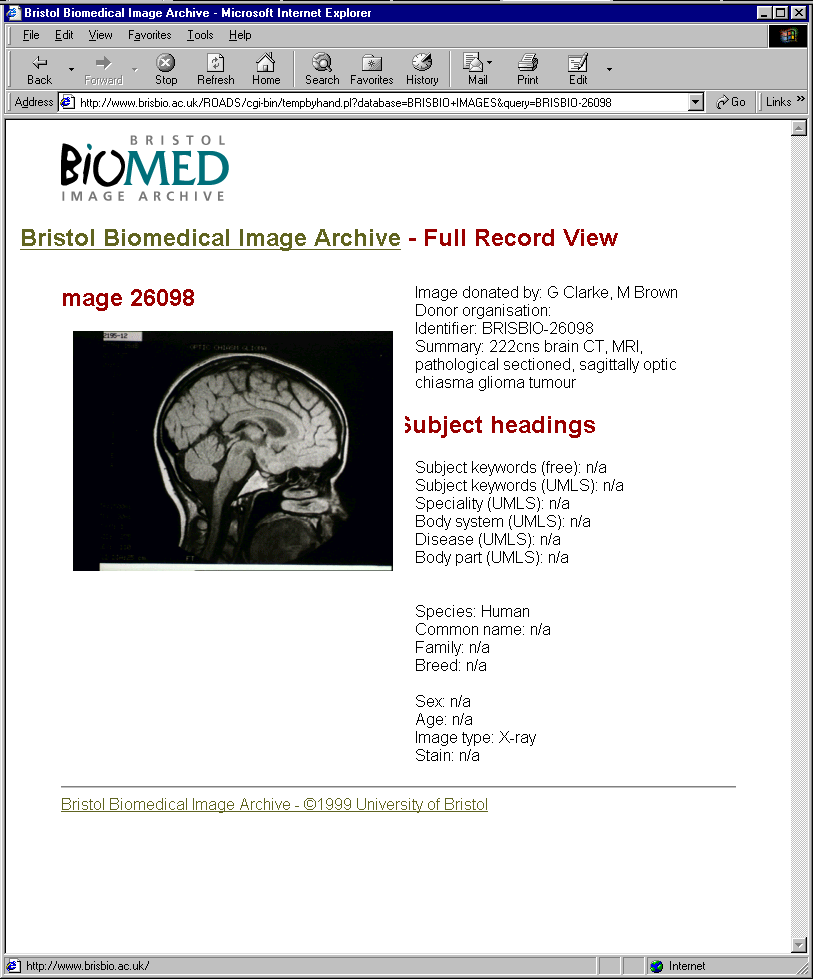 Bristol Biomedical Image Archive - Microsoft Internet Explorer
File Edit View Favorites Tools Help
Back Forward Stop Refresh Home Search Favorites History Mail Print Edit
Address http://www.brisbio.ac.uk/ROADS/cgi-bin/tempbyhand.pl?database=BRISBIO+IMAGES&query=BRISBIO-26098 Go Links »
BRISTOL
BiOMED
IMAGE ARCHIVE
Bristol Biomedical Image Archive - Full Record View
mage 26098
2195-12
OPTIC CHIASM GLIOMA
Image donated by: G Clarke, M Brown
Donor organisation:
Identifier: BRISBIO-26098
Summary: 222cns brain CT, MRI,
pathological sectioned, sagittally optic
chiasma glioma tumour
Subject headings
Subject keywords (free): n/a
Subject keywords (UMLS): n/a
Speciality (UMLS): n/a
Body system (UMLS): n/a
Disease (UMLS): n/a
Body part (UMLS): n/a
Species: Human
Common name: n/a
Family: n/a
Breed: n/a
Sex: n/a
Age: n/a
Image type: X-ray
Stain: n/a
Bristol Biomedical Image Archive - ©1999 University of Bristol
http://www.brisbio.ac.uk/ Internet